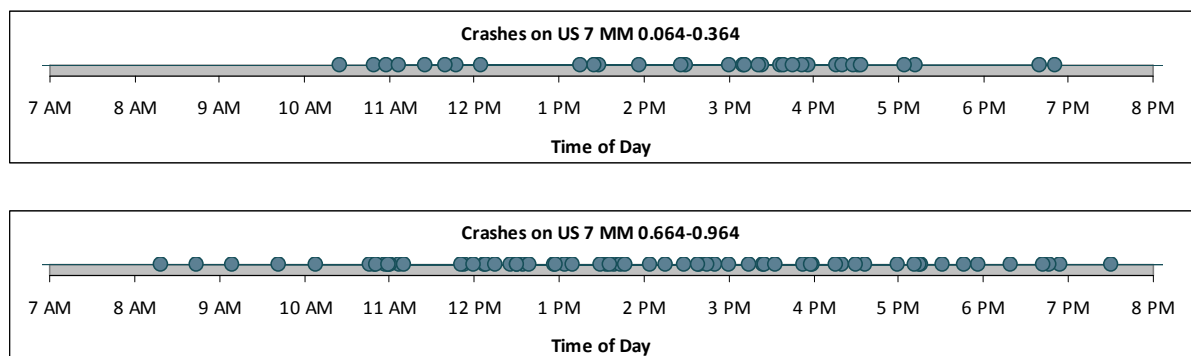 Crashes on US 7 MM 0.064-0.364
7 AM 8 AM 9 AM 10 AM 11 AM 12 PM 1 PM 2 PM 3 PM 4 PM 5 PM 6 PM 7 PM 8 PM
Time of Day
Crashes on US 7 MM 0.664-0.964
7 AM 8 AM 9 AM 10 AM 11 AM 12 PM 1 PM 2 PM 3 PM 4 PM 5 PM 6 PM 7 PM 8 PM
Time of Day